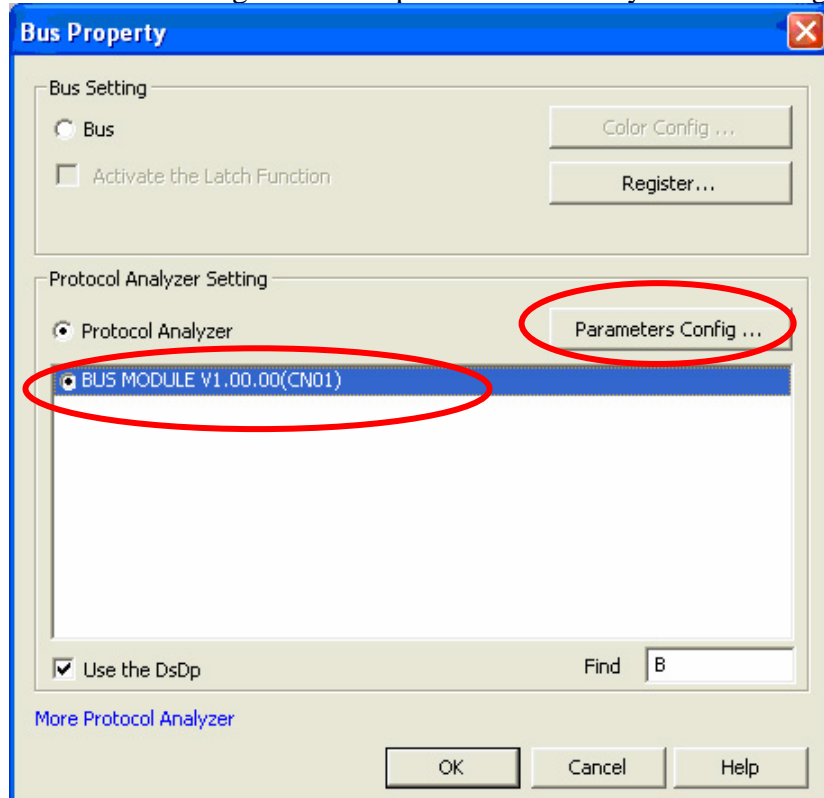 Bus Property
Bus Setting
Bus
Color Config ...
Activate the Latch Function
Register...
Protocol Analyzer Setting
Protocol Analyzer
Parameters Config ...
BUS MODULE V1.00.00(CN01)
Use the DsDp
Find B
More Protocol Analyzer
OK Cancel Help